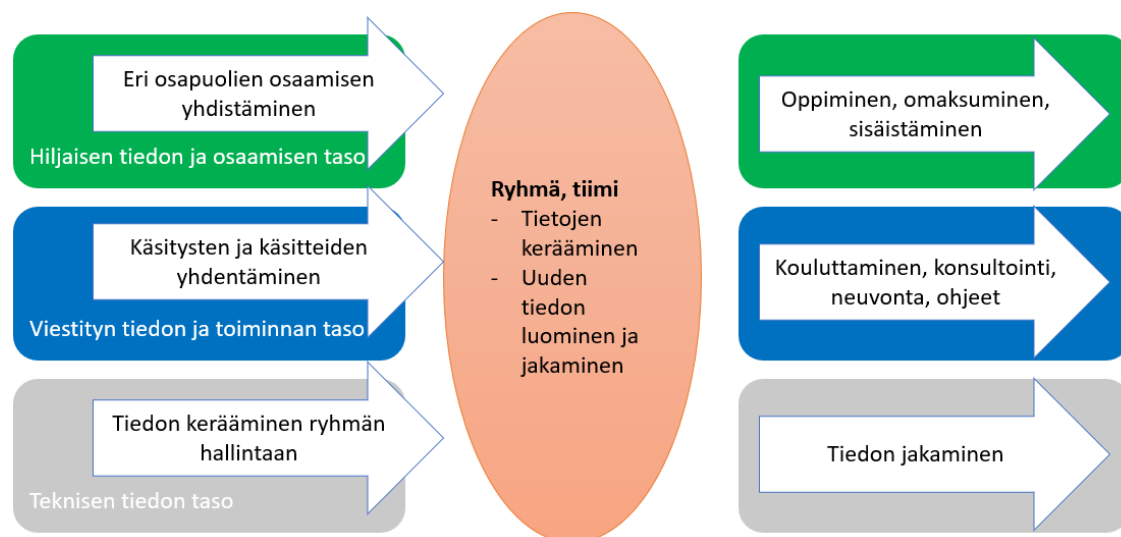 Eri osapuolien osaamisen
yhdistäminen
Hiljaisen tiedon ja osaamisen taso
Käsitysten ja käsitteiden
yhdentäminen
Viestityn tiedon ja toiminnan taso
Tiedon kerääminen ryhmän
hallintaan
Teknisen tiedon taso
Ryhmä, tiimi
- Tietojen
kerääminen
- Uuden
tiedon
luominen ja
jakaminen
Oppiminen, omaksuminen,
sisäistäminen
Kouluttaminen, konsultointi,
neuvonta, ohjeet
Tiedon jakaminen